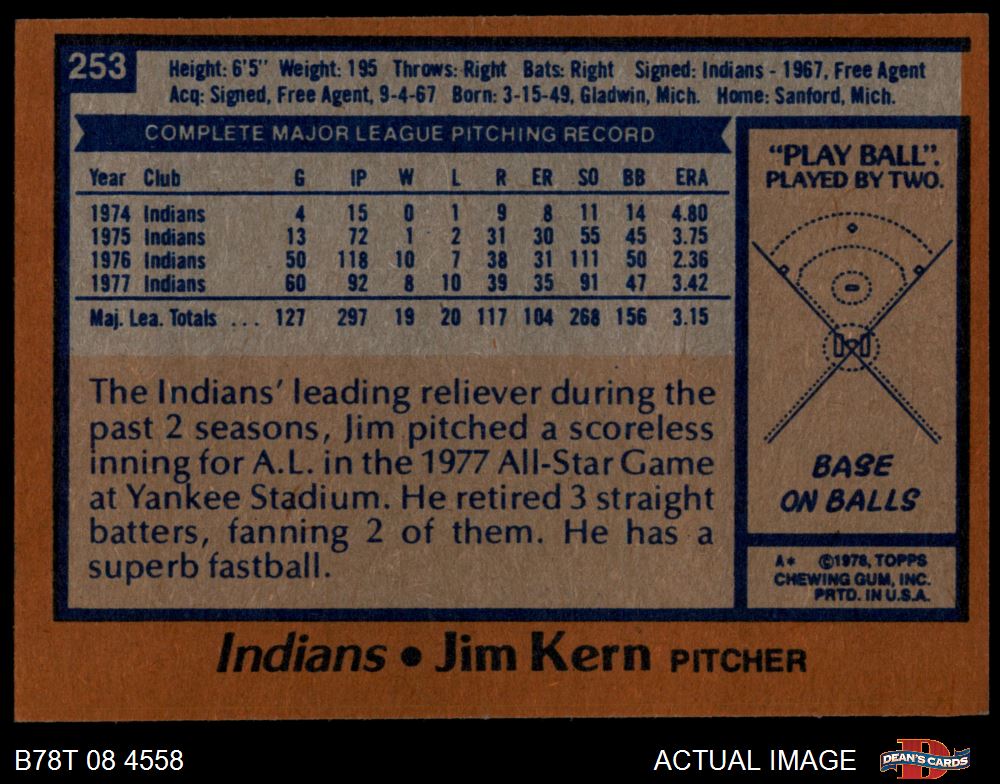 253
Height: 6'5" Weight: 195 Throws: Right Bats: Right Signed: Indians - 1967, Free Agent
Acq: Signed, Free Agent, 9-4-67 Born: 3-15-49, Gladwin, Mich. Home: Sanford, Mich.
COMPLETE MAJOR LEAGUE PITCHING RECORD
Year Club G IP W L R ER SO BB ERA
1974 Indians 4 15 0 1 9 8 11 14 4.80
1975 Indians 13 72 1 2 31 30 55 45 3.75
1976 Indians 50 118 10 7 38 31 111 50 2.36
1977 Indians 60 92 8 10 39 35 91 47 3.42
Maj. Lea. Totals ... 127 297 19 20 117 104 268 156 3.15
The Indians' leading reliever during the
past 2 seasons, Jim pitched a scoreless
inning for A.L. in the 1977 All-Star Game
at Yankee Stadium. He retired 3 straight
batters, fanning 2 of them. He has a
superb fastball.
"PLAY BALL".
PLAYED BY TWO.
BASE
ON BALLS
A* ©1978, TOPPS
CHEWING GUM, INC.
PRTD. IN U.S.A.
Indians • Jim Kern PITCHER
B78T 08 4558
ACTUAL IMAGE
DEAN'S CARDS